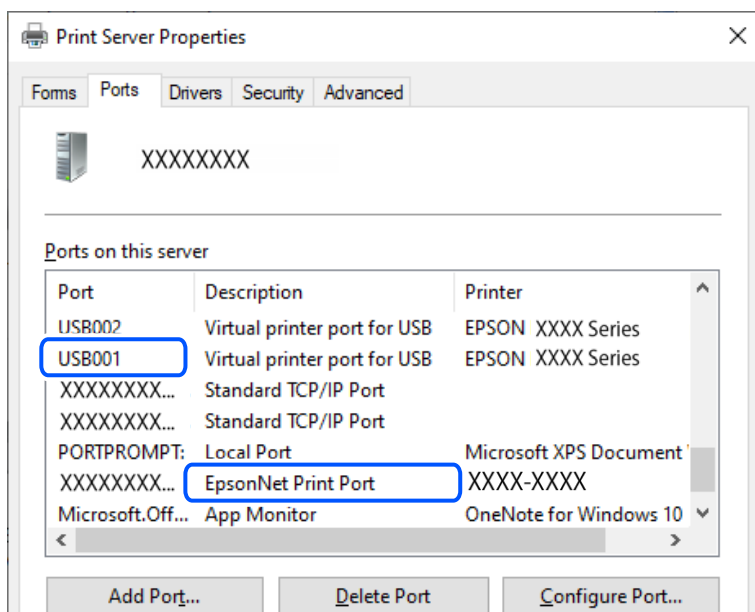 Print Server Properties
Forms Ports Drivers Security Advanced
XXXXXXXX
Ports on this server
Port Description Printer
USB002 Virtual printer port for USB EPSON XXXX Series
USB001 Virtual printer port for USB EPSON XXXX Series
XXXXXXXX... Standard TCP/IP Port
XXXXXXXX... Standard TCP/IP Port
PORTPROMPT: Local Port Microsoft XPS Document
XXXXXXXX... EpsonNet Print Port XXXX-XXXX
Microsoft.Off... App Monitor OneNote for Windows 10
Add Port... Delete Port Configure Port...